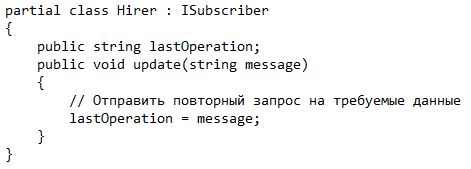 partial class Hirer : ISubscriber
{
    public string lastOperation;
    public void update(string message)
    {
        // Отправить повторный запрос на требуемые данные
        lastOperation = message;
    }
}